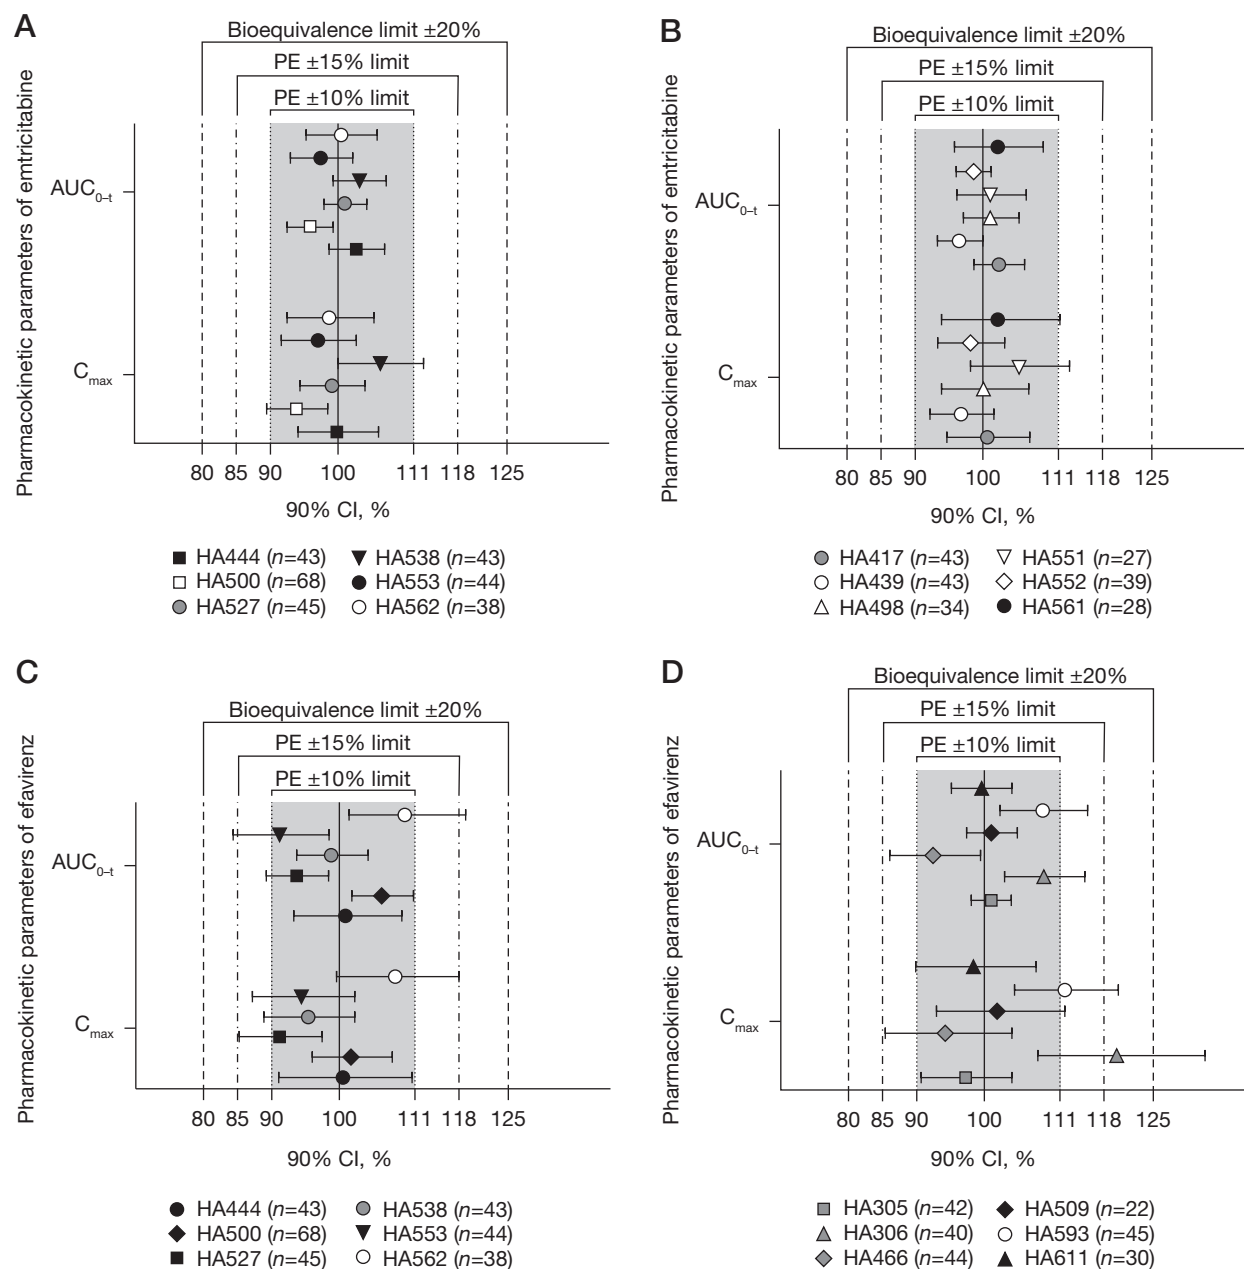 A
Bioequivalence limit ±20%
PE ±15% limit
PE ±10% limit
Pharmacokinetic parameters of emtricitabine
AUC0–t
Cmax
80 85 90 100 111 118 125
90% CI, %
HA444 (n=43) HA538 (n=43)
HA500 (n=68) HA553 (n=44)
HA527 (n=45) HA562 (n=38)
B
Bioequivalence limit ±20%
PE ±15% limit
PE ±10% limit
Pharmacokinetic parameters of emtricitabine
AUC0–t
Cmax
80 85 90 100 111 118 125
90% CI, %
HA417 (n=43) HA551 (n=27)
HA439 (n=43) HA552 (n=39)
HA498 (n=34) HA561 (n=28)
C
Bioequivalence limit ±20%
PE ±15% limit
PE ±10% limit
Pharmacokinetic parameters of efavirenz
AUC0–t
Cmax
80 85 90 100 111 118 125
90% CI, %
HA444 (n=43) HA538 (n=43)
HA500 (n=68) HA553 (n=44)
HA527 (n=45) HA562 (n=38)
D
Bioequivalence limit ±20%
PE ±15% limit
PE ±10% limit
Pharmacokinetic parameters of efavirenz
AUC0–t
Cmax
80 85 90 100 111 118 125
90% CI, %
HA305 (n=42) HA509 (n=22)
HA306 (n=40) HA593 (n=45)
HA466 (n=44) HA611 (n=30)